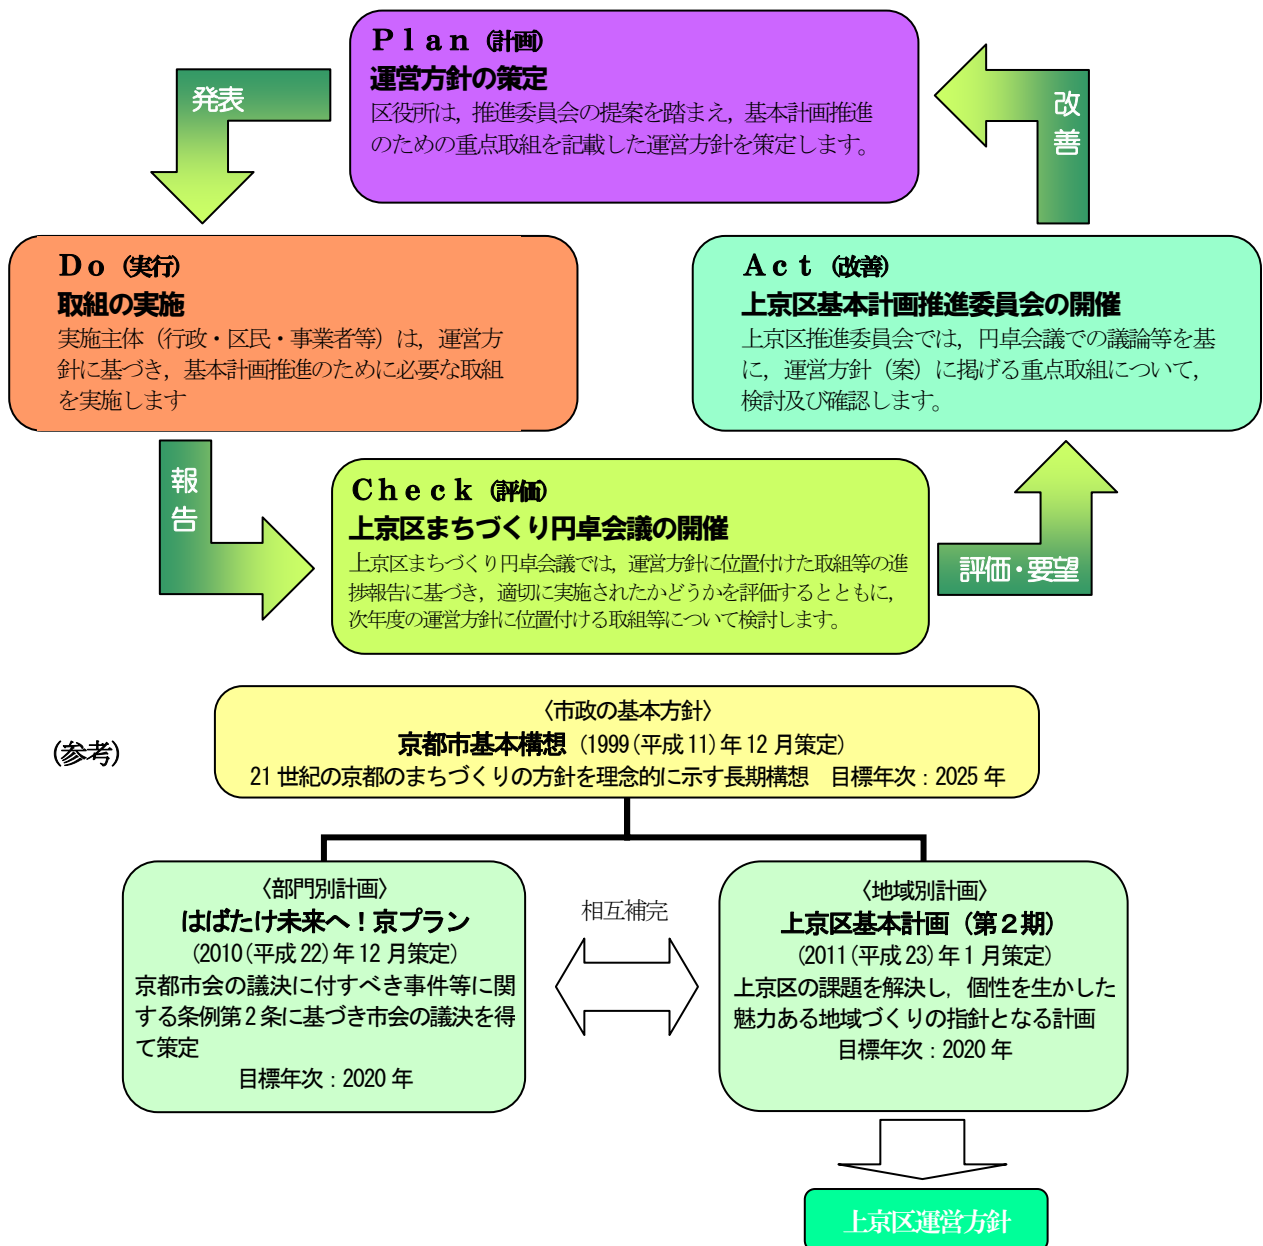 Plan (計画)
運営方針の策定
区役所は，推進委員会の提案を踏まえ，基本計画推進
のための重点取組を記載した運営方針を策定します。
発表
改
善
Do (実行)
取組の実施
実施主体（行政・区民・事業者等）は，運営方
針に基づき，基本計画推進のために必要な取組
を実施します
Act (改善)
上京区基本計画推進委員会の開催
上京区推進委員会では，円卓会議での議論等を基
に，運営方針（案）に掲げる重点取組について，
検討及び確認します。
報
告
Check (評価)
上京区まちづくり円卓会議の開催
上京区まちづくり円卓会議では，運営方針に位置付けた取組等の進
捗報告に基づき，適切に実施されたかどうかを評価するとともに，
次年度の運営方針に位置付ける取組等について検討します。
評価・要望
(参考)
〈市政の基本方針〉
京都市基本構想（1999(平成11)年12月策定）
21世紀の京都のまちづくりの方針を理念的に示す長期構想　目標年次：2025年
〈部門別計画〉
はばたけ未来へ！京プラン
(2010(平成22)年12月策定)
京都市会の議決に付すべき事件等に関
する条例第2条に基づき市会の議決を得
て策定
目標年次：2020年
相互補完
〈地域別計画〉
上京区基本計画（第２期）
(2011(平成23)年1月策定)
上京区の課題を解決し，個性を生かした
魅力ある地域づくりの指針となる計画
目標年次：2020年
上京区運営方針